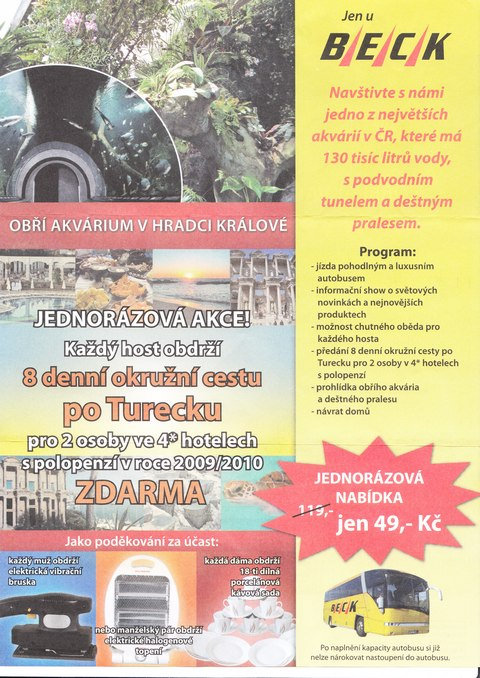 Jen u
BECK
Navštivte s námi
jedno z největších
akvárií v ČR, které má
130 tisíc litrů vody,
s podvodním
tunelem a deštným
pralesem.
OBŘÍ AKVÁRIUM V HRADCI KRÁLOVÉ
Program:
- jízda pohodlným a luxusním
autobusem
- informační show o světových
novinkách a nejnovějších
produktech
- možnost chutného oběda pro
každého hosta
- předání 8 denní okružní cesty po
Turecku pro 2 osoby v 4* hotelech
s polopenzí
- prohlídka obřího akvária
a deštného pralesu
- návrat domů
JEDNORÁZOVÁ AKCE!
Každý host obdrží
8 denní okružní cestu
po Turecku
pro 2 osoby ve 4* hotelech
s polopenzí v roce 2009/2010
ZDARMA
JEDNORÁZOVÁ
NABÍDKA
119,-
jen 49,- Kč
Jako poděkování za účast:
každý muž obdrží
elektrická vibrační
bruska
nebo manželský pár obdrží
elektrické halogenové
topení
každá dáma obdrží
18-ti dílná
porcelánová
kávová sada
BECK
Po naplnění kapacity autobusu si již
nelze nárokovat nastoupení do autobusu.